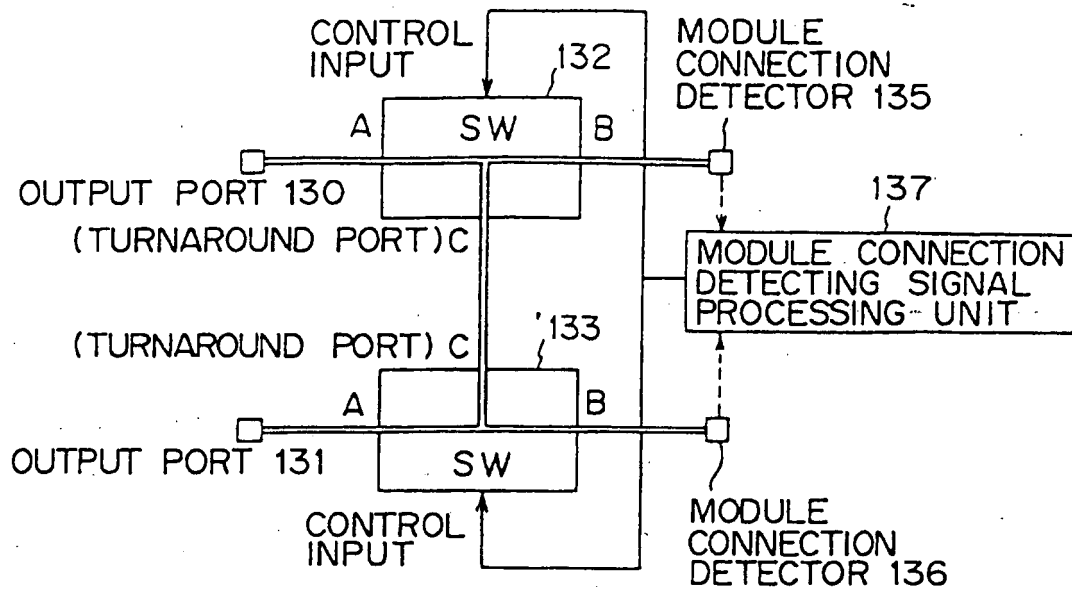 CONTROL
INPUT
132
MODULE
CONNECTION
DETECTOR 135
A
SW
B
OUTPUT PORT 130
(TURNAROUND PORT) C
137
MODULE CONNECTION
DETECTING SIGNAL
PROCESSING UNIT
(TURNAROUND PORT) C
133
A
B
OUTPUT PORT 131
SW
CONTROL
INPUT
MODULE
CONNECTION
DETECTOR 136